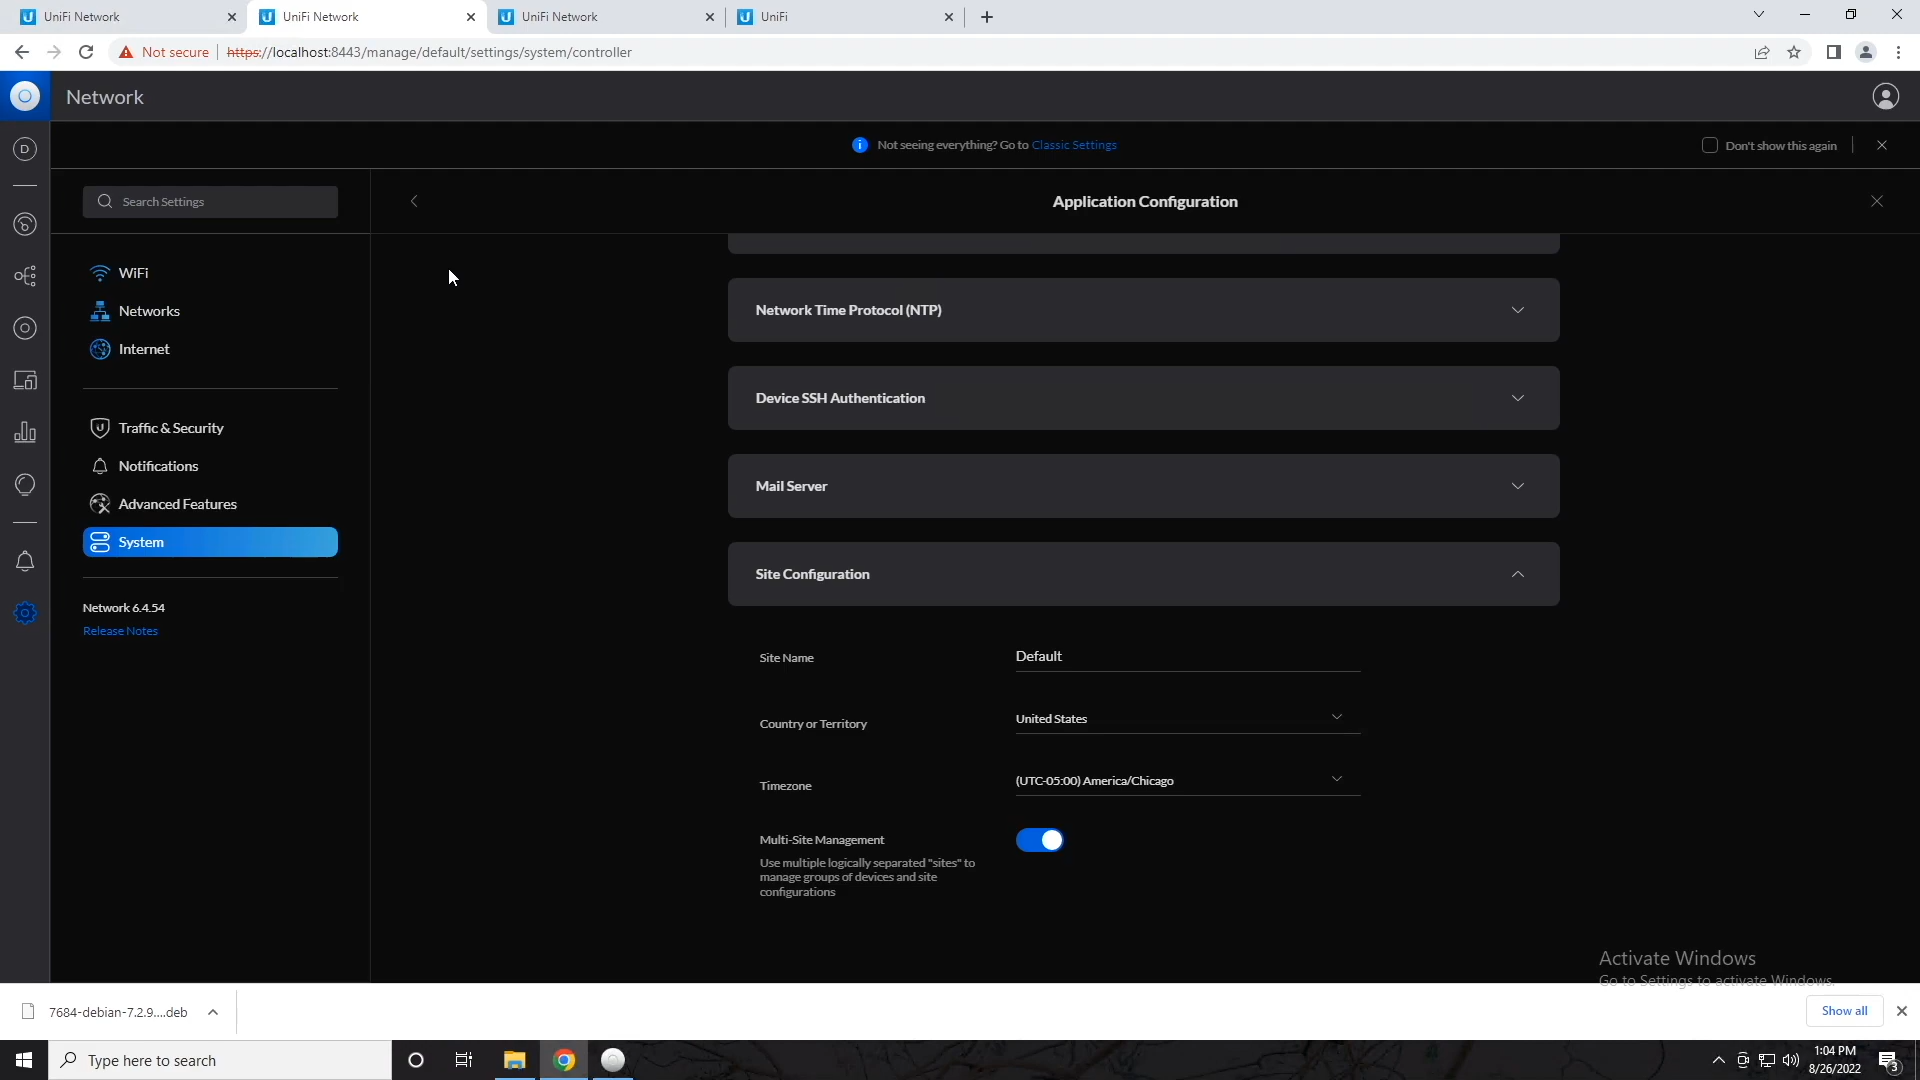 UniFi Network
UniFi Network
UniFi Network
UniFi
Not secure
https://localhost:8443/manage/default/settings/system/controller
Network
Not seeing everything? Go to Classic Settings
Don't show this again
D
Search Settings
Application Configuration
WiFi
Networks
Internet
Traffic & Security
Notifications
Advanced Features
System
Network 6.4.54
Release Notes
Network Time Protocol (NTP)
Device SSH Authentication
Mail Server
Site Configuration
Site Name
Default
Country or Territory
United States
Timezone
(UTC-05:00) America/Chicago
Multi-Site Management
Use multiple logically separated "sites" to
manage groups of devices and site
configurations
Activate Windows
Go to Settings to activate Windows.
7684-debian-7.2.9....deb
Show all
Type here to search
1:04 PM
8/26/2022
3